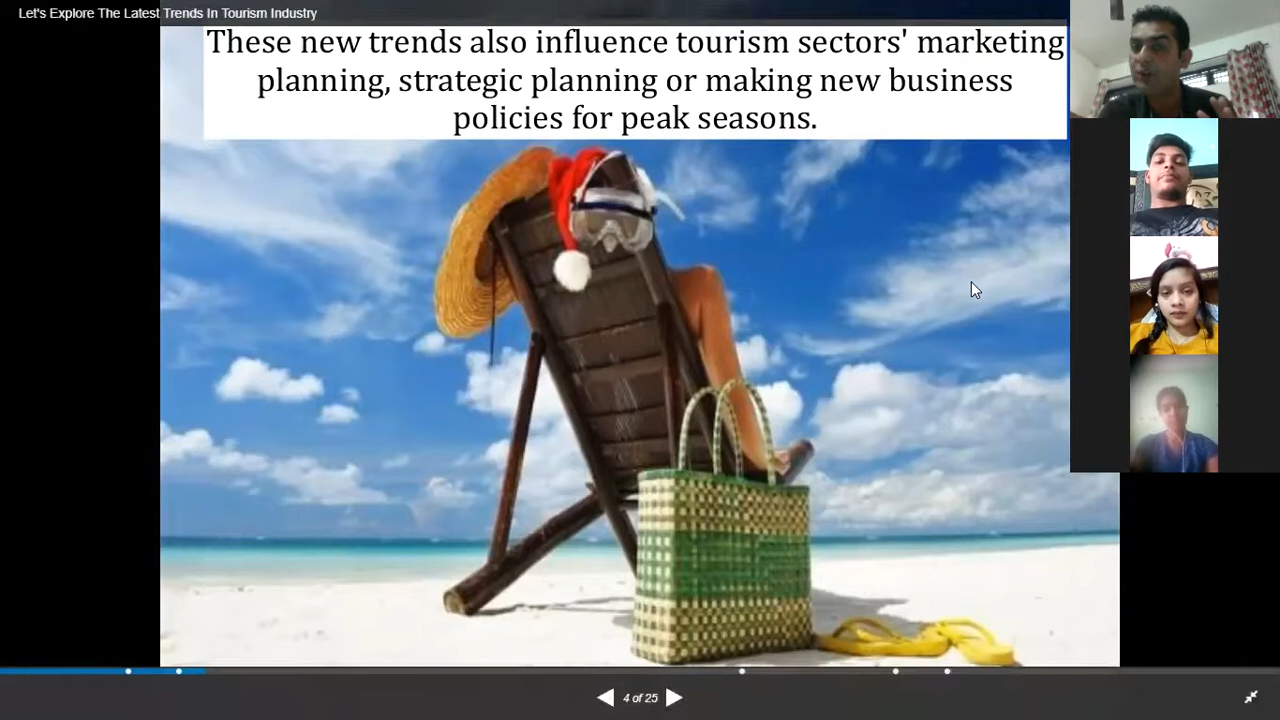 Let's Explore The Latest Trends In Tourism Industry
These new trends also influence tourism sectors' marketing
planning, strategic planning or making new business
policies for peak seasons.
4 of 25